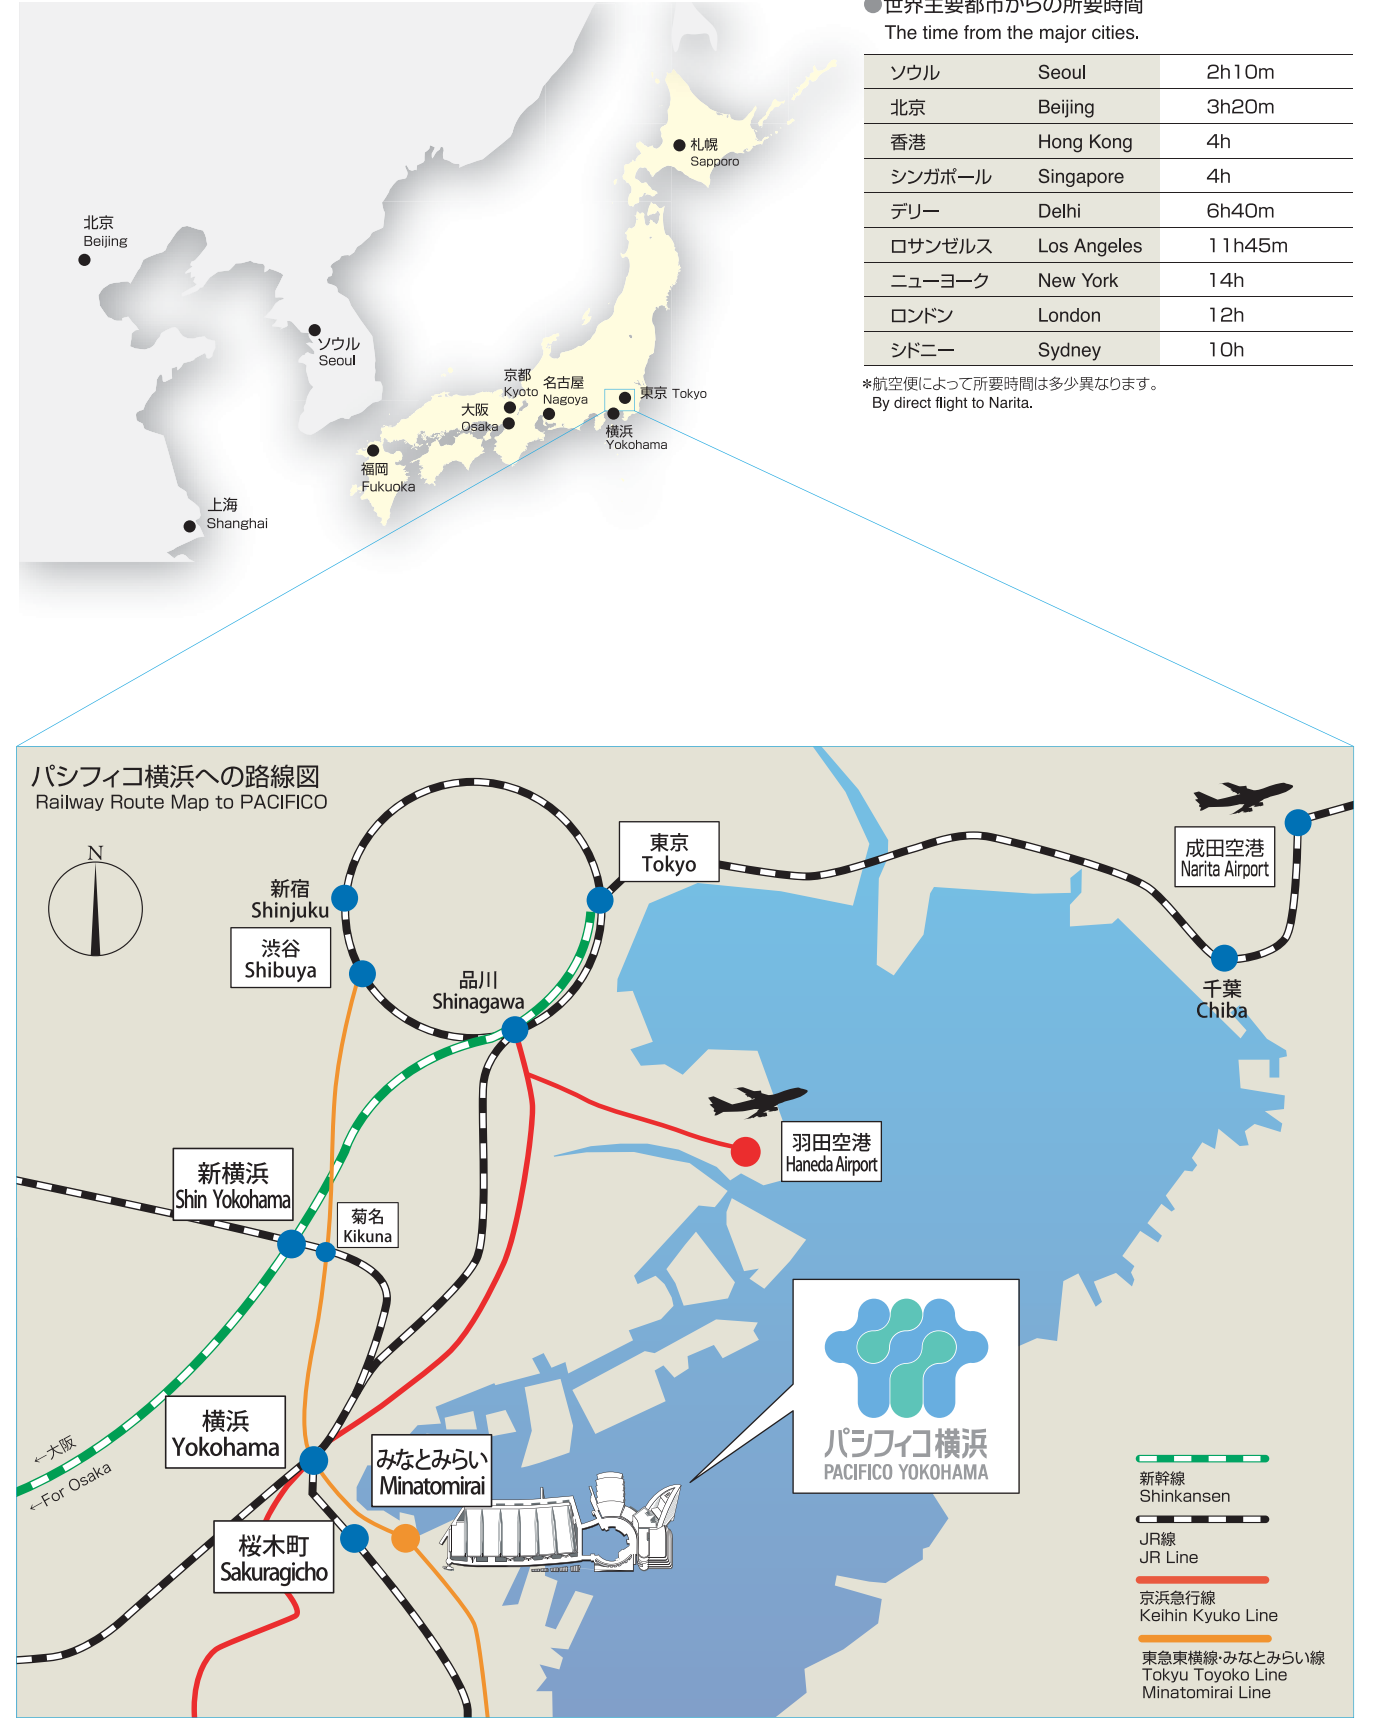 ●世界主要都市からの所要時間
The time from the major cities.
ソウル Seoul 2h10m
北京 Beijing 3h20m
香港 Hong Kong 4h
シンガポール Singapore 4h
デリー Delhi 6h40m
ロサンゼルス Los Angeles 11h45m
ニューヨーク New York 14h
ロンドン London 12h
シドニー Sydney 10h
*航空便によって所要時間は多少異なります。
By direct flight to Narita.
札幌
Sapporo
北京
Beijing
ソウル
Seoul
京都
Kyoto
名古屋
Nagoya
東京 Tokyo
大阪
Osaka
横浜
Yokohama
福岡
Fukuoka
上海
Shanghai
パシフィコ横浜への路線図
Railway Route Map to PACIFICO
N
東京
Tokyo
成田空港
Narita Airport
新宿
Shinjuku
渋谷
Shibuya
品川
Shinagawa
千葉
Chiba
羽田空港
Haneda Airport
新横浜
Shin Yokohama
菊名
Kikuna
横浜
Yokohama
みなとみらい
Minatomirai
パシフィコ横浜
PACIFICO YOKOHAMA
←大阪
←For Osaka
桜木町
Sakuragicho
新幹線
Shinkansen
JR線
JR Line
京浜急行線
Keihin Kyuko Line
東急東横線・みなとみらい線
Tokyu Toyoko Line
Minatomirai Line